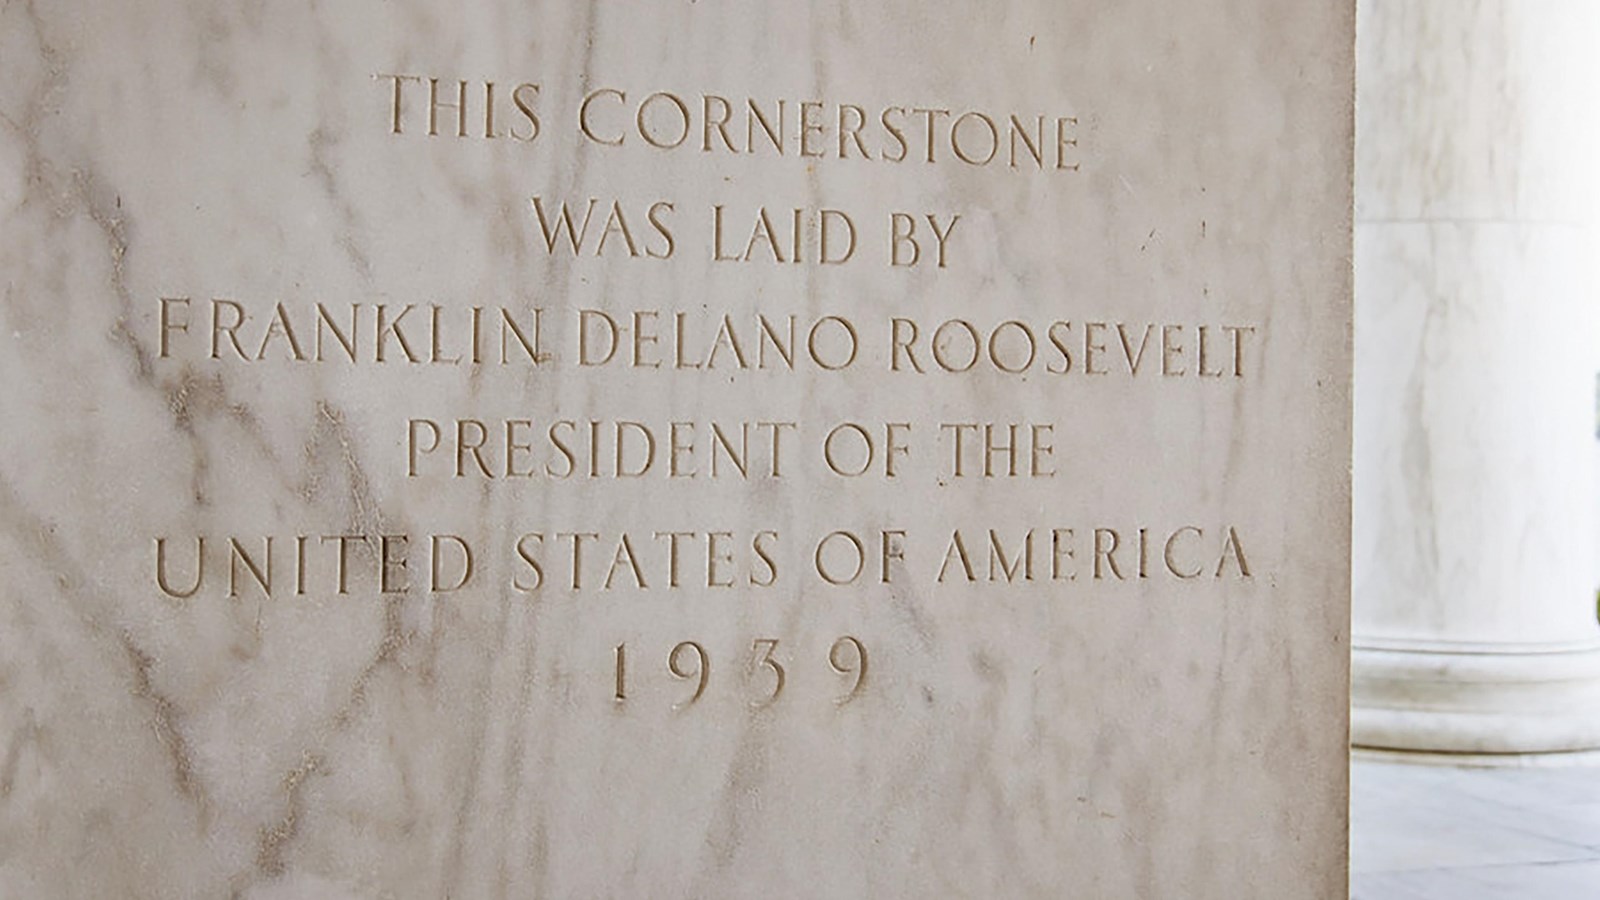 THIS CORNERSTONE
WAS LAID BY
FRANKLIN DELANO ROOSEVELT
PRESIDENT OF THE
UNITED STATES OF AMERICA
1939